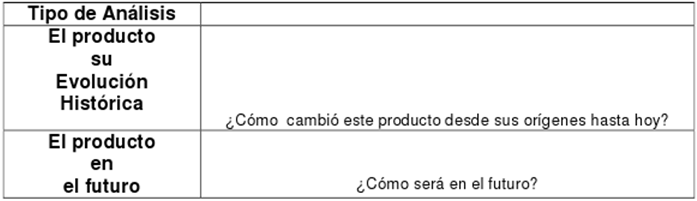 Tipo de Análisis
El producto
su
Evolución
Histórica
¿Cómo cambió este producto desde sus orígenes hasta hoy?
El producto
en
el futuro
¿Cómo será en el futuro?